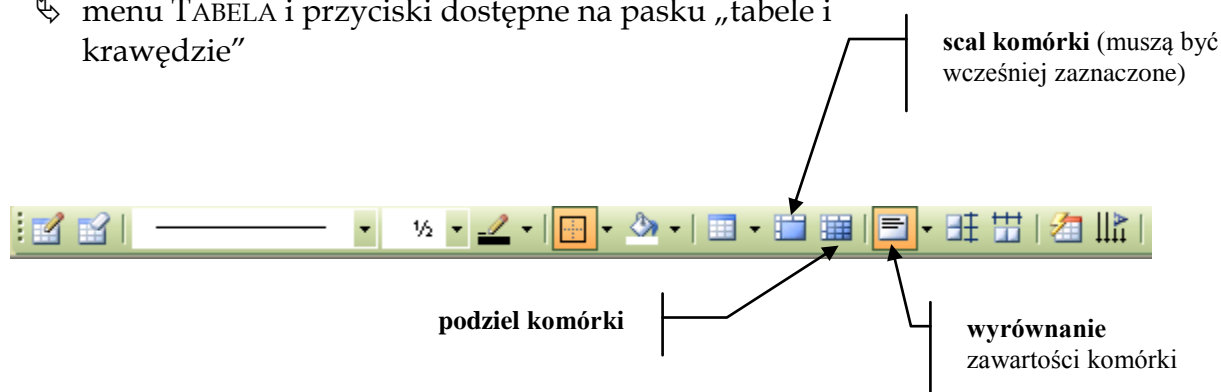 menu TABELA i przyciski dostępne na pasku „tabele i
krawędzie”
scal komórki (muszą być
wcześniej zaznaczone)
½
podziel komórki
wyrównanie
zawartości komórki